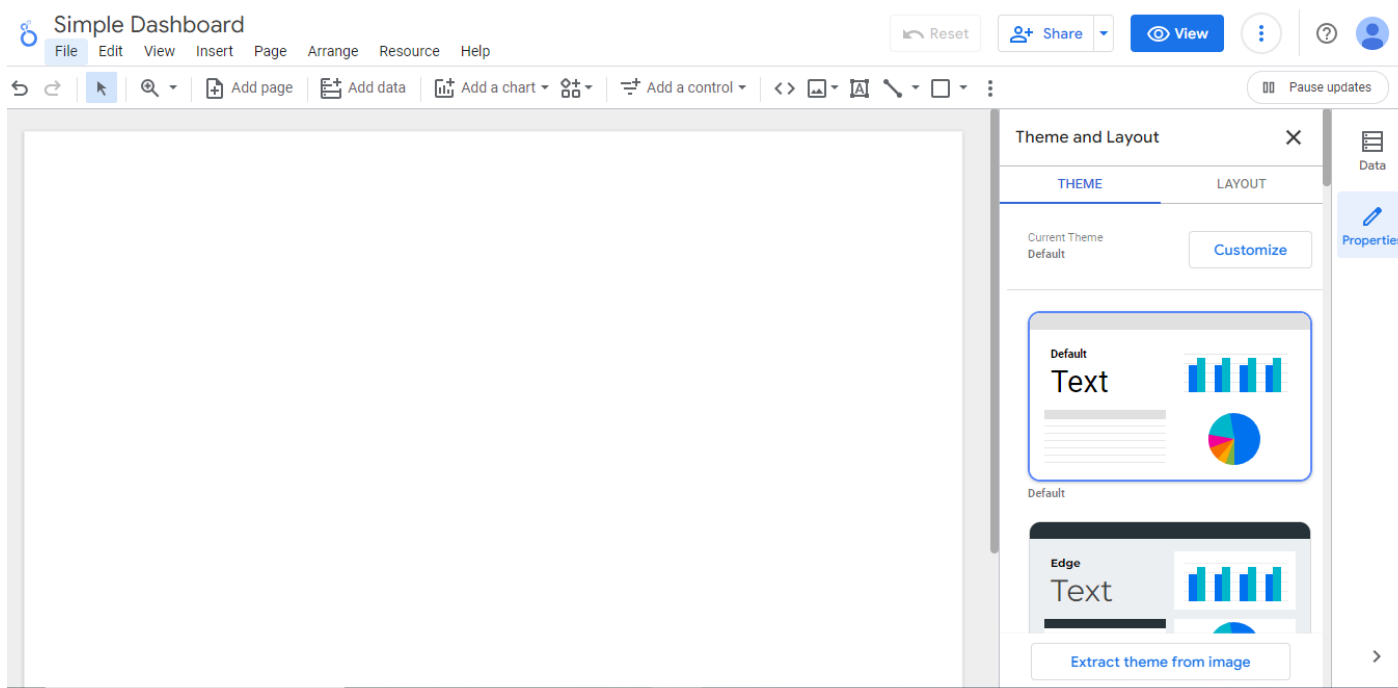 Simple Dashboard
File Edit View Insert Page Arrange Resource Help
Reset
Share
View
Add page
Add data
Add a chart
Add a control
Pause updates
Theme and Layout
THEME LAYOUT
Current Theme
Default
Customize
Default
Text
Default
Edge
Text
Extract theme from image
Data
Propertie